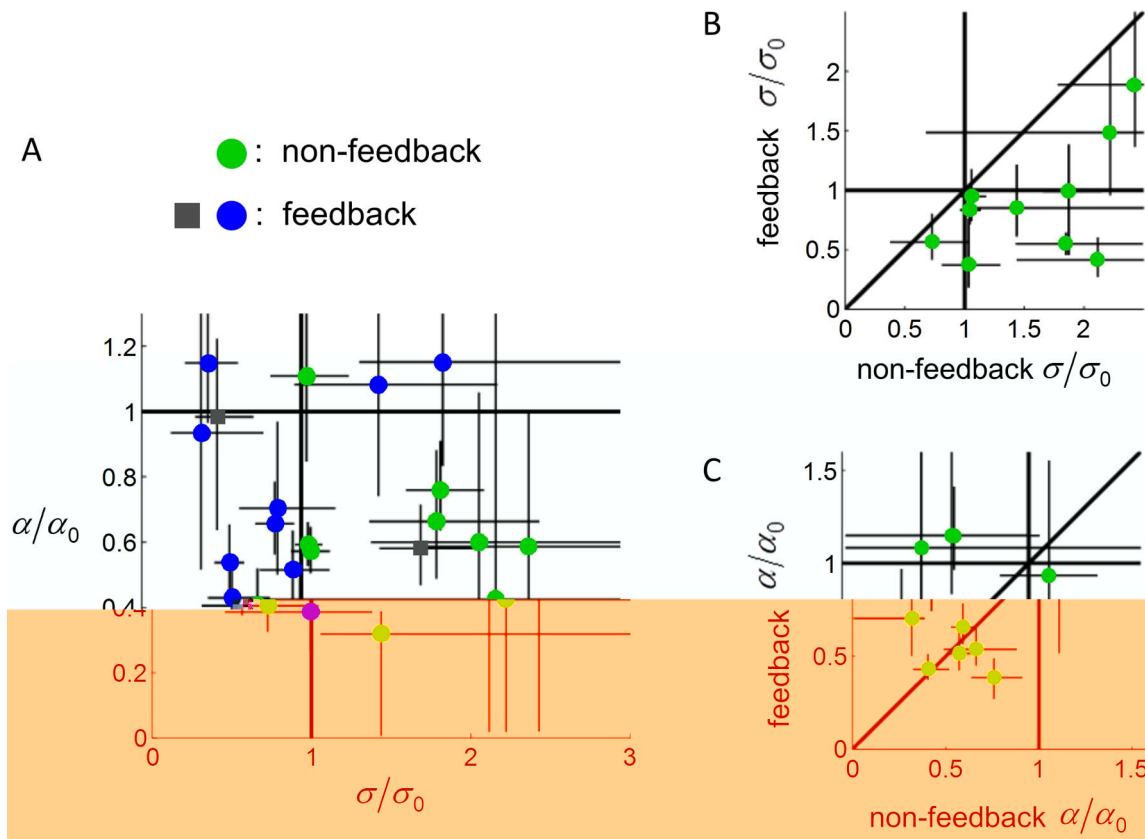 A
: non-feedback
: feedback
1.2
1
0.8
0.6
0.4
0.2
0
α/α₀
0 1 2 3
σ/σ₀
B
feedback σ/σ₀
2
1.5
1
0.5
0
0 0.5 1 1.5 2
non-feedback σ/σ₀
C
feedback α/α₀
1.5
1
0.5
0
0 0.5 1 1.5
non-feedback α/α₀